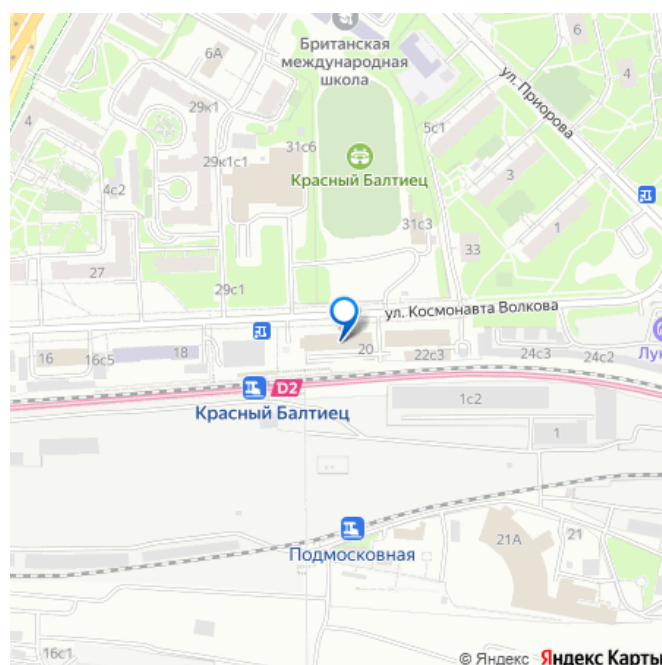 6А
Британская
международная
школа
6
4
ул. Приорова
4
29к1
5с1
31с6
29к1с1
Красный Балтиец
3
4с2
31с3
1
33
27
29с1
ул. Космонавта Волкова
16
16с5
18
20
22с3
24с3
24с2
Лук
D2
Красный Балтиец
1с2
1
Подмосковная
21А
21
16с1
© Яндекс Яндекс Карты